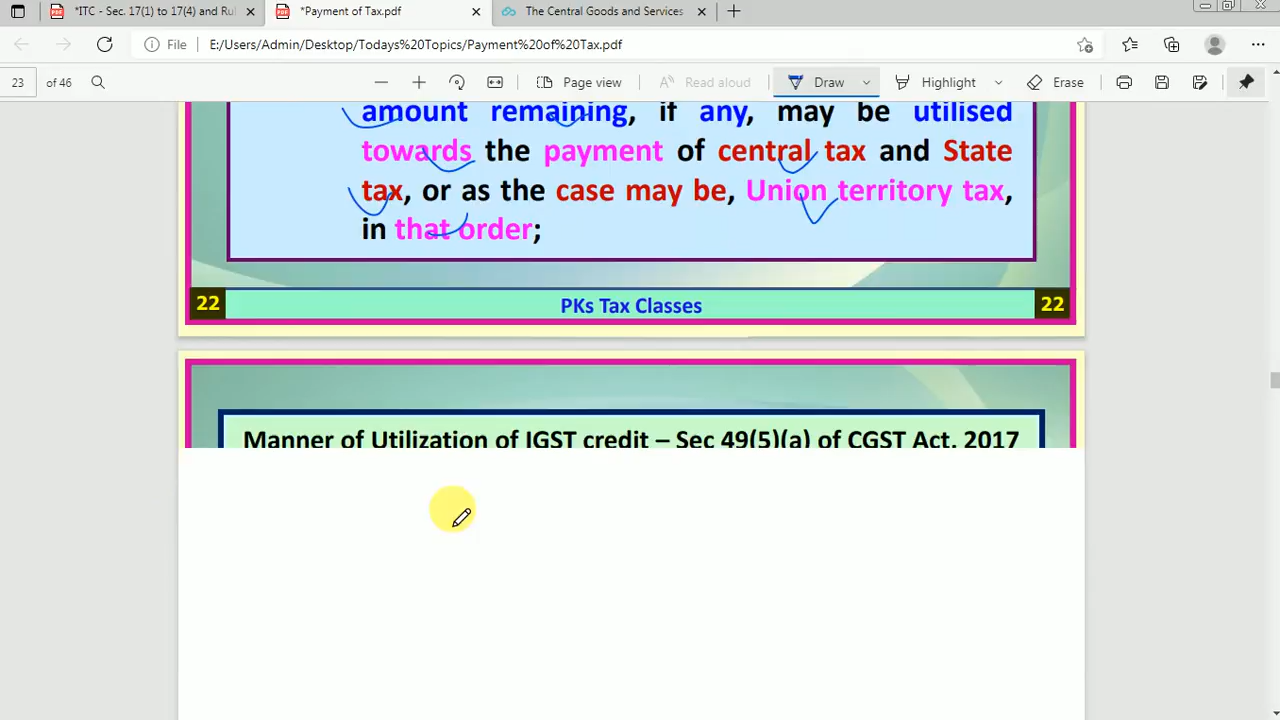 *ITC - Sec. 17(1) to 17(4) and Rul
*Payment of Tax.pdf
The Central Goods and Services
File
E:/Users/Admin/Desktop/Todays%20Topics/Payment%20of%20Tax.pdf
23 of 46
Page view
Read aloud
Draw
Highlight
Erase
amount remaining, if any, may be utilised
towards the payment of central tax and State
tax, or as the case may be, Union territory tax,
in that order;
22 PKs Tax Classes 22
Manner of Utilization of IGST credit – Sec 49(5)(a) of CGST Act, 2017